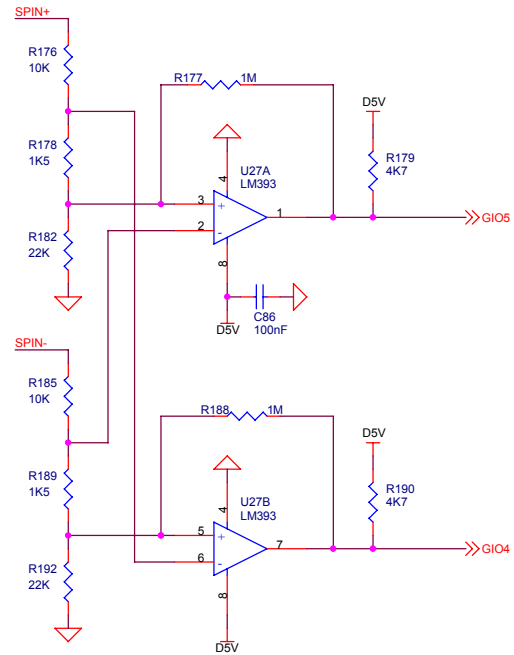 SPIN+
R176
10K
R177
1M
D5V
R178
1K5
R179
4K7
U27A
LM393
4
3
+
1
GIO5
2
-
R182
22K
8
C86
100nF
D5V
SPIN-
R185
10K
R188
1M
D5V
R189
1K5
R190
4K7
U27B
LM393
4
5
+
7
GIO4
6
-
R192
22K
8
D5V